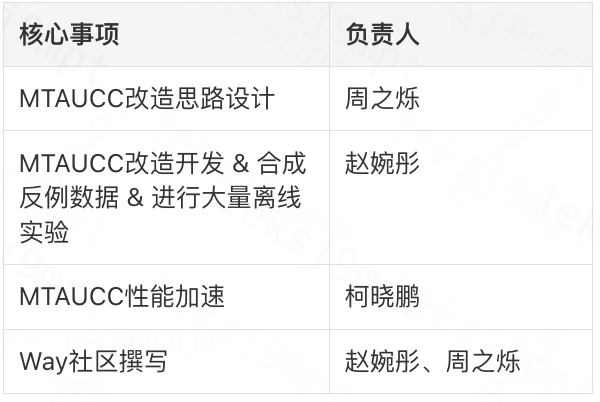 核心事项
负责人
MTAUCC改造思路设计
周之烁
MTAUCC改造开发 & 合成
反例数据 & 进行大量离线
实验
赵婉彤
MTAUCC性能加速
柯晓鹏
Way社区撰写
赵婉彤、周之烁